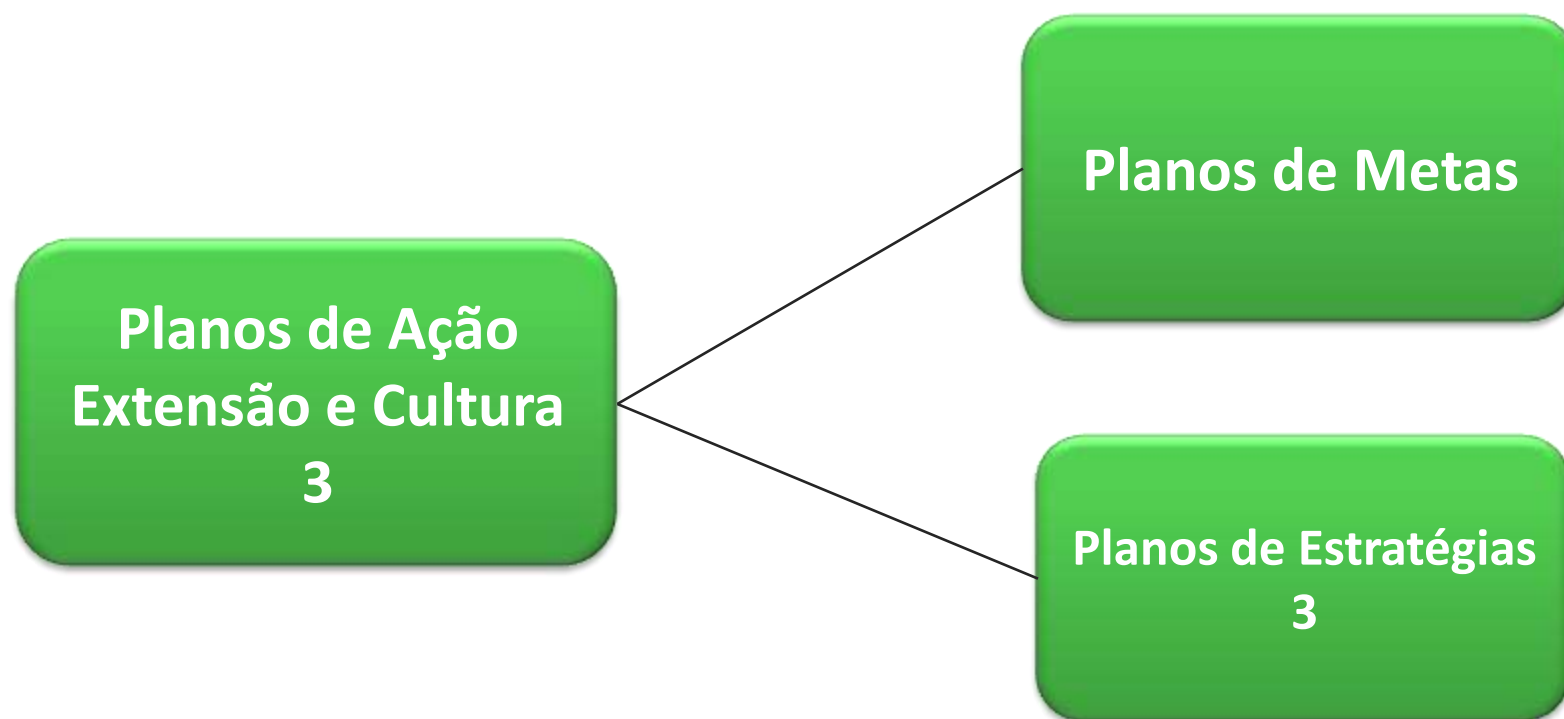 Planos de Metas
Planos de Ação
Extensão e Cultura
3
Planos de Estratégias
3